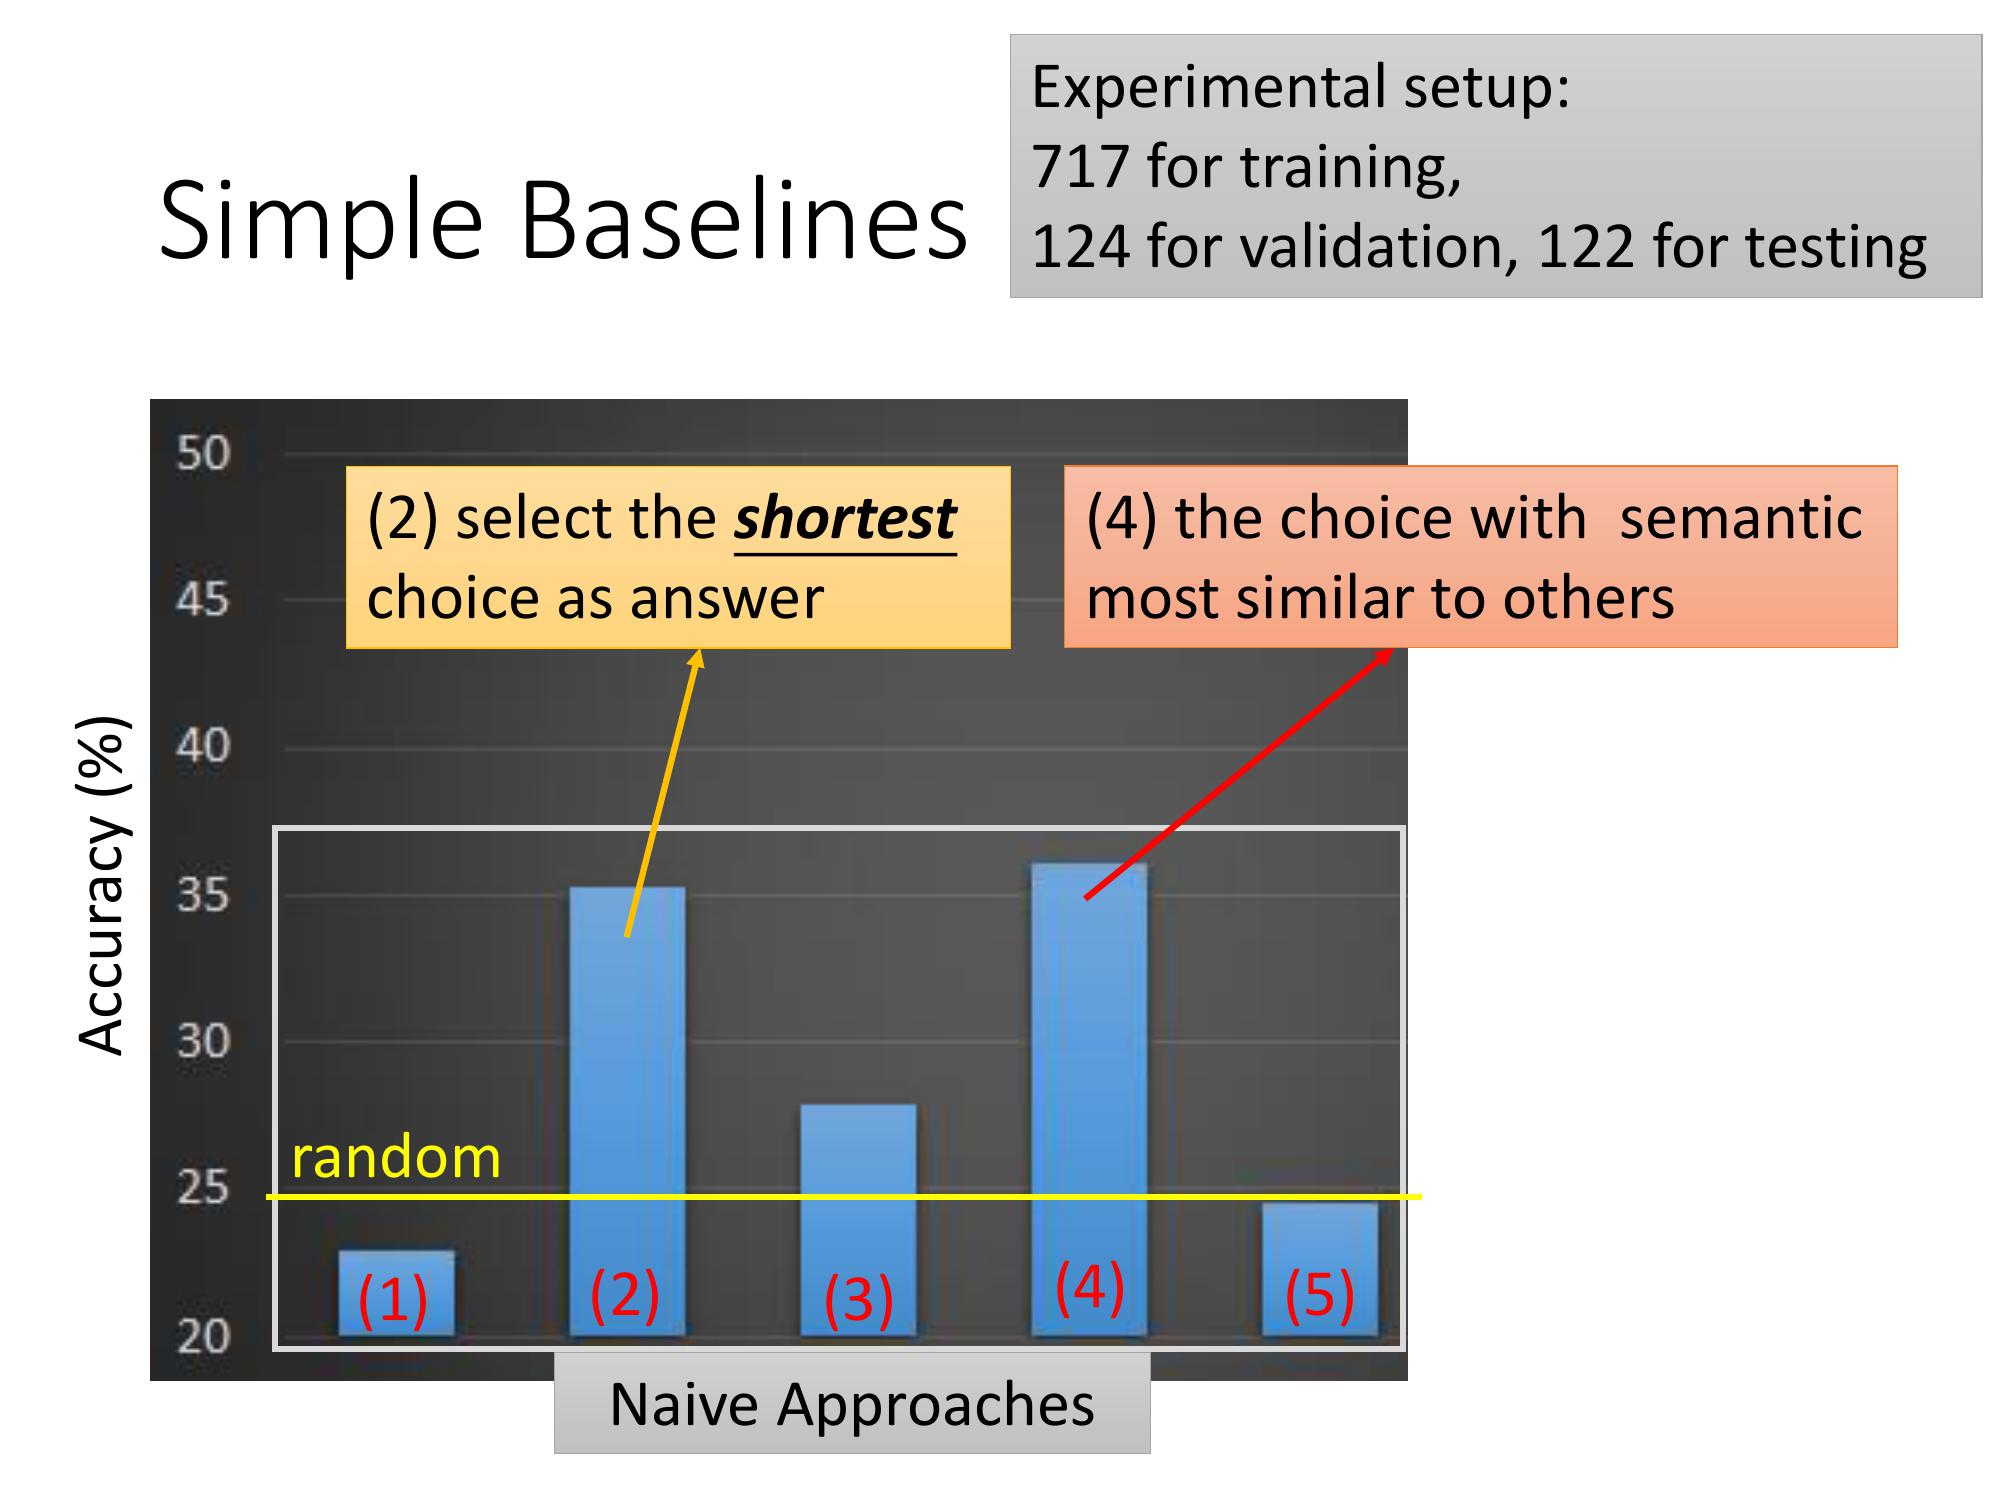 Experimental setup:
717 for training,
124 for validation, 122 for testing
Simple Baselines
50
45
40
35
30
25
20
Accuracy (%)
(2) select the shortest
choice as answer
(4) the choice with  semantic
most similar to others
random
(1)
(2)
(3)
(4)
(5)
Naive Approaches